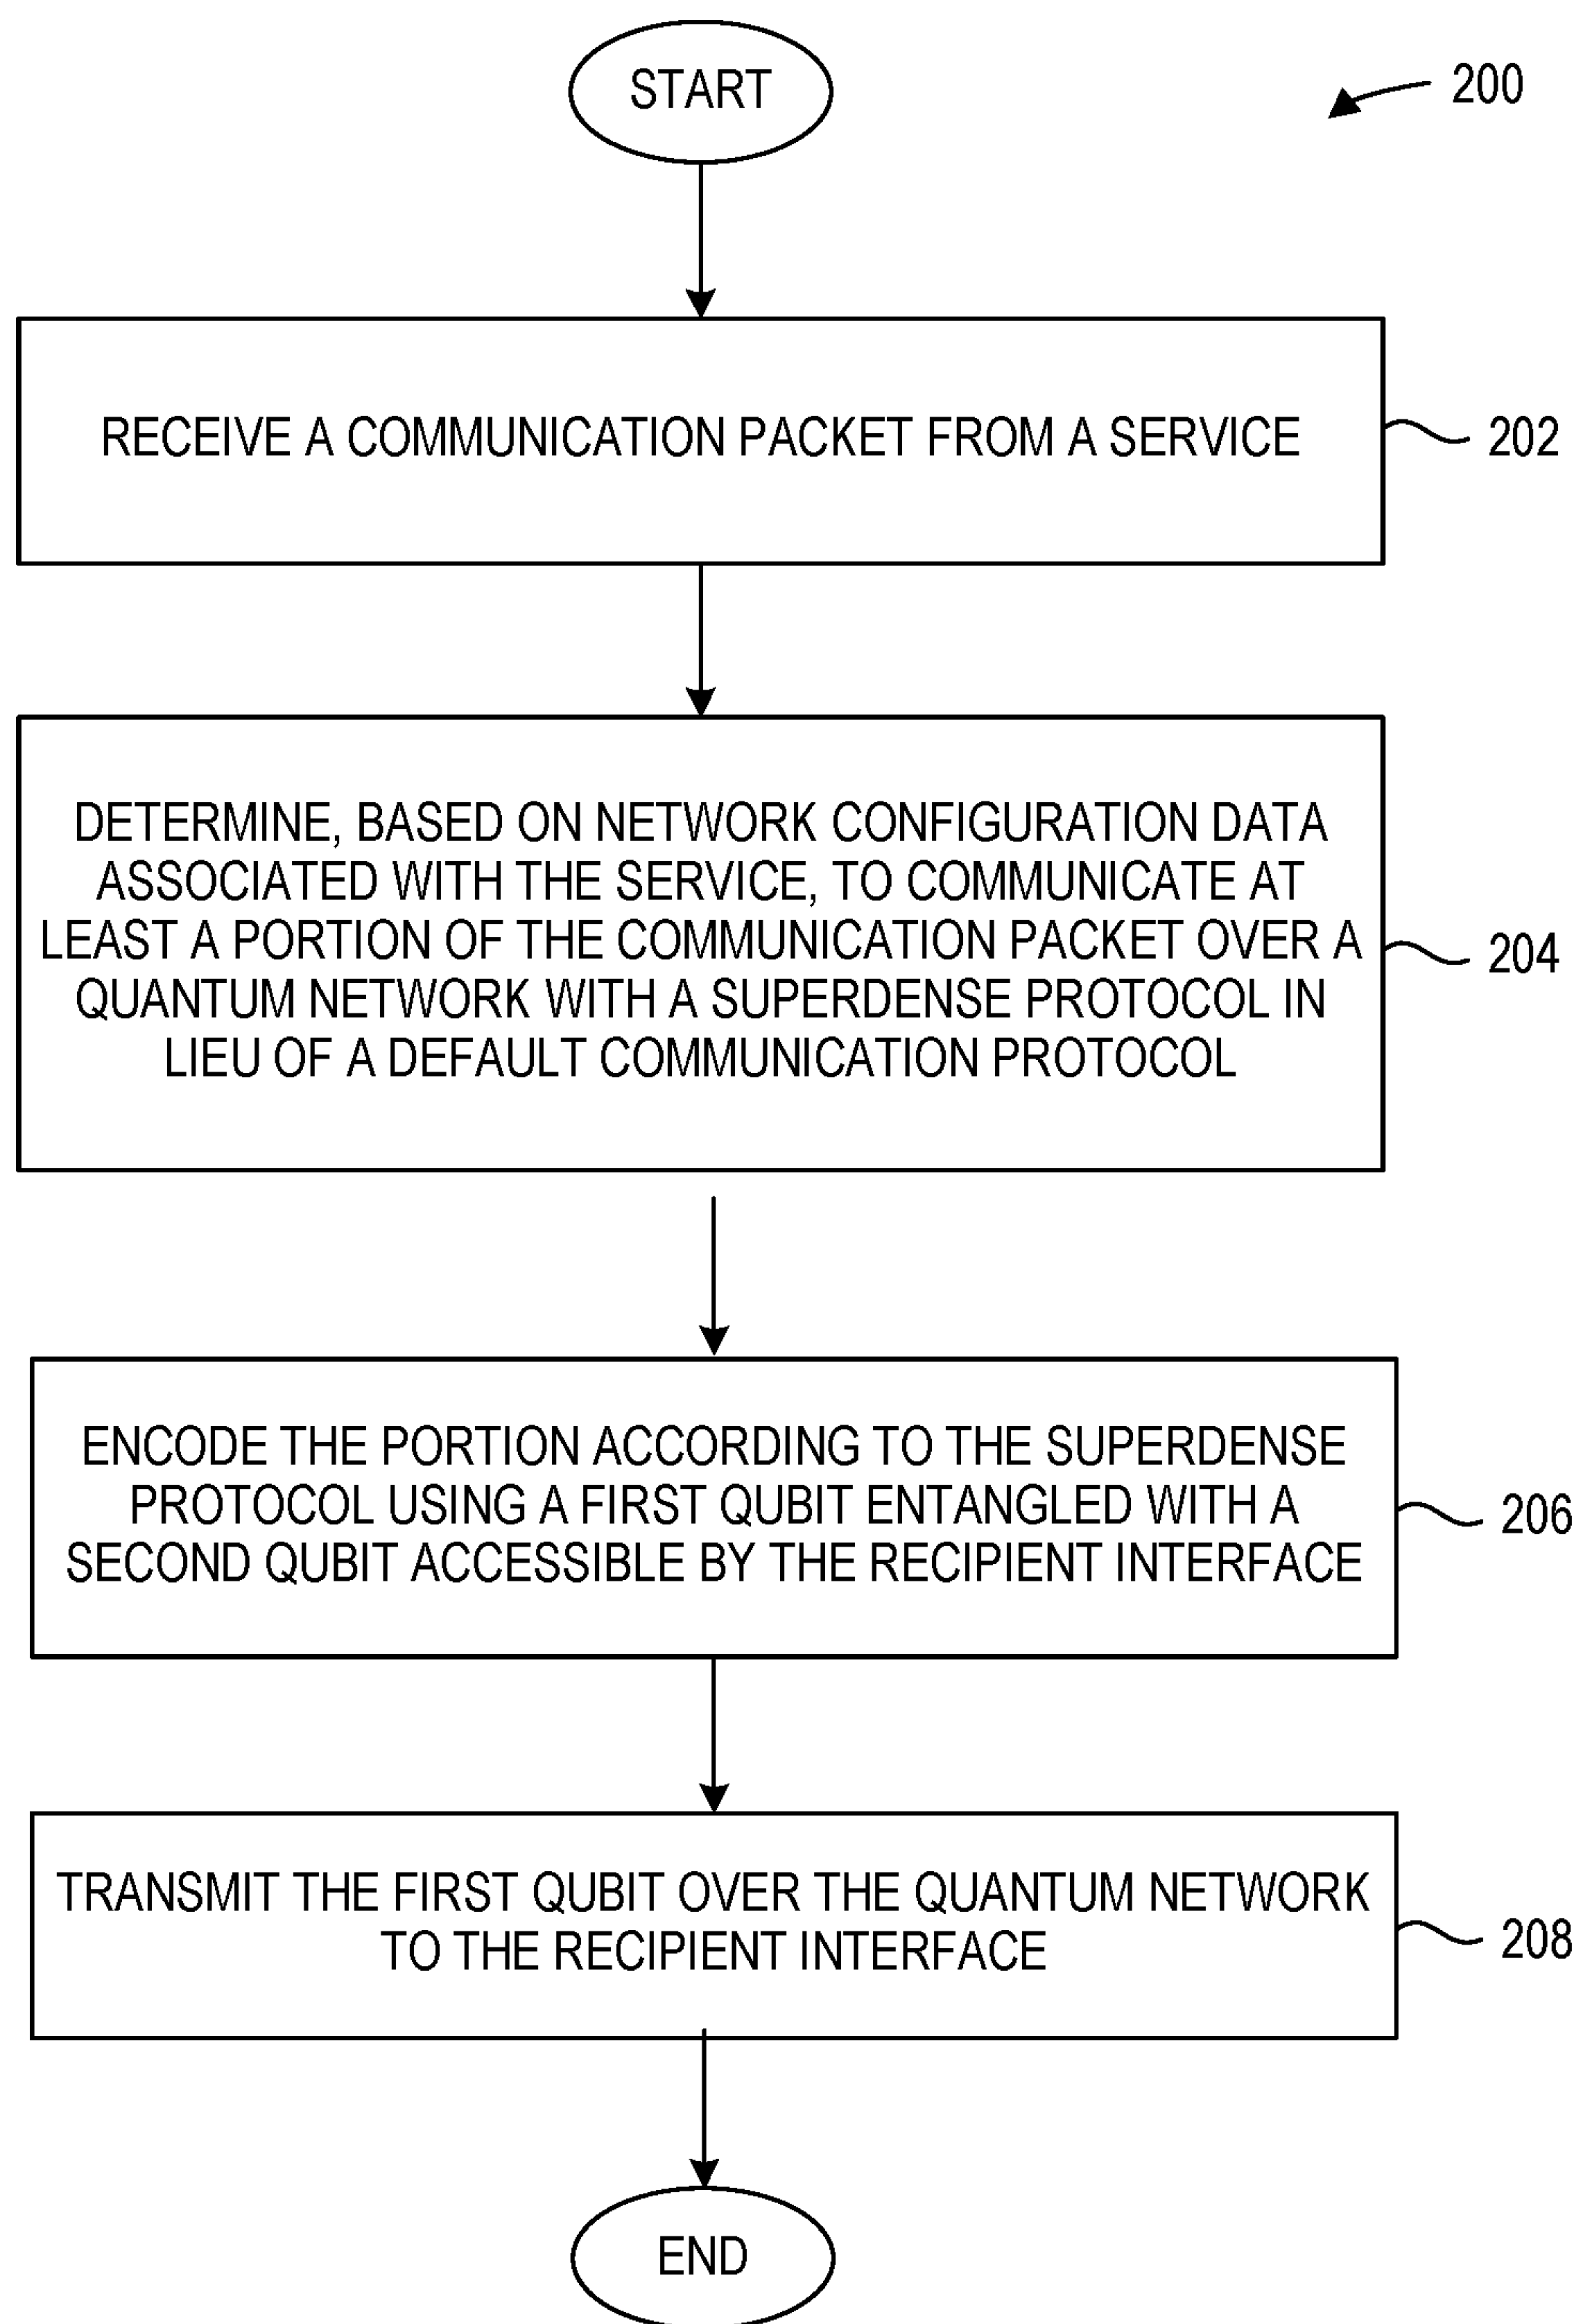 START
200
RECEIVE A COMMUNICATION PACKET FROM A SERVICE
202
DETERMINE, BASED ON NETWORK CONFIGURATION DATA
ASSOCIATED WITH THE SERVICE, TO COMMUNICATE AT
LEAST A PORTION OF THE COMMUNICATION PACKET OVER A
QUANTUM NETWORK WITH A SUPERDENSE PROTOCOL IN
LIEU OF A DEFAULT COMMUNICATION PROTOCOL
204
ENCODE THE PORTION ACCORDING TO THE SUPERDENSE
PROTOCOL USING A FIRST QUBIT ENTANGLED WITH A
SECOND QUBIT ACCESSIBLE BY THE RECIPIENT INTERFACE
206
TRANSMIT THE FIRST QUBIT OVER THE QUANTUM NETWORK
TO THE RECIPIENT INTERFACE
208
END